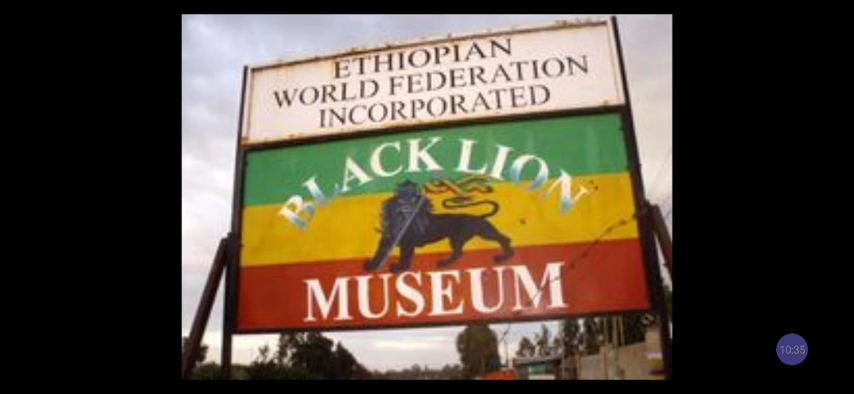 ETHIOPIAN
WORLD FEDERATION
INCORPORATED
BLACK LION
MUSEUM
10:35